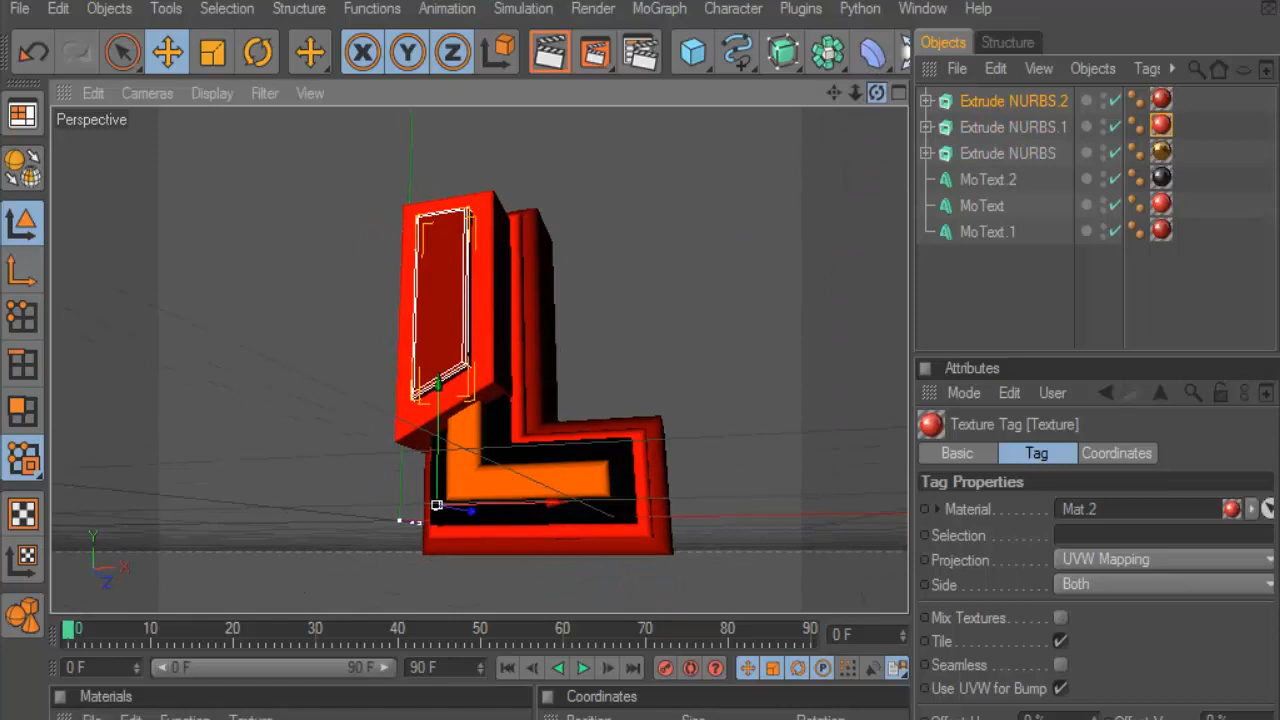 File Edit Objects Tools Selection Structure Functions Animation Simulation Render MoGraph Character Plugins Python Window Help
X Y Z
Objects Structure
File Edit View Objects Tags
Edit Cameras Display Filter View
Perspective
Extrude NURBS.2
Extrude NURBS.1
Extrude NURBS
MoText.2
MoText
MoText.1
Attributes
Mode Edit User
Texture Tag [Texture]
Basic Tag Coordinates
Tag Properties
Material Mat.2
Selection
Projection UVW Mapping
Side Both
Mix Textures
Tile
Seamless
Use UVW for Bump
Y X Z
0 10 20 30 40 50 60 70 80 90 0 F
0 F 0 F 90 F 90 F
Materials Coordinates